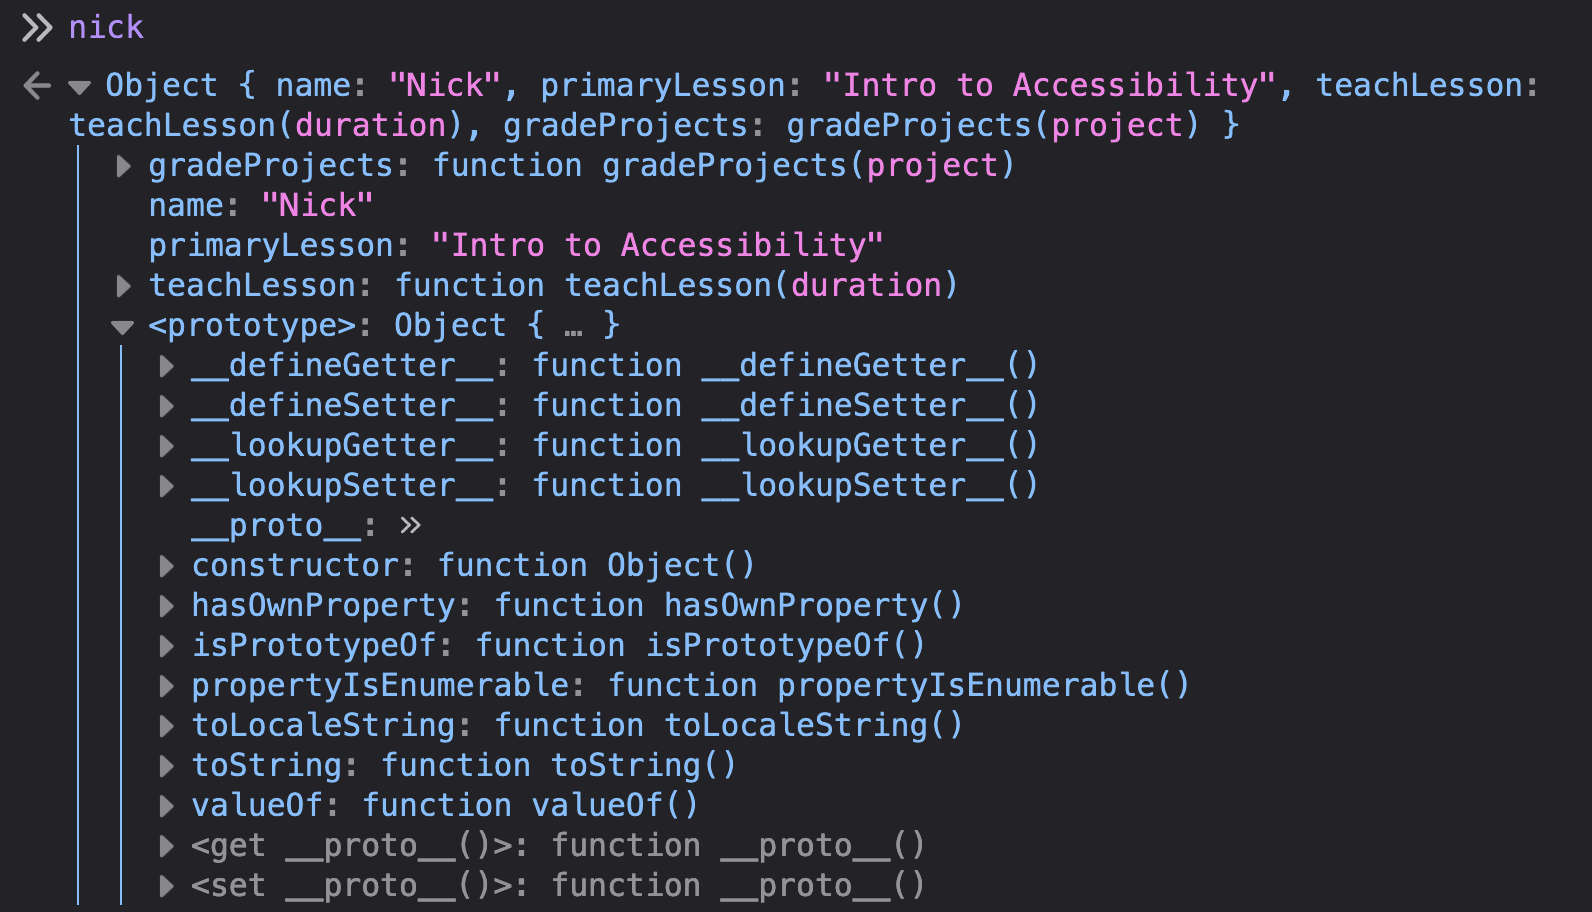 nick
Object { name: "Nick", primaryLesson: "Intro to Accessibility", teachLesson:
teachLesson(duration), gradeProjects: gradeProjects(project) }
gradeProjects: function gradeProjects(project)
name: "Nick"
primaryLesson: "Intro to Accessibility"
teachLesson: function teachLesson(duration)
<prototype>: Object { … }
__defineGetter__: function __defineGetter__()
__defineSetter__: function __defineSetter__()
__lookupGetter__: function __lookupGetter__()
__lookupSetter__: function __lookupSetter__()
__proto__: »
constructor: function Object()
hasOwnProperty: function hasOwnProperty()
isPrototypeOf: function isPrototypeOf()
propertyIsEnumerable: function propertyIsEnumerable()
toLocaleString: function toLocaleString()
toString: function toString()
valueOf: function valueOf()
<get __proto__()>: function __proto__()
<set __proto__()>: function __proto__()